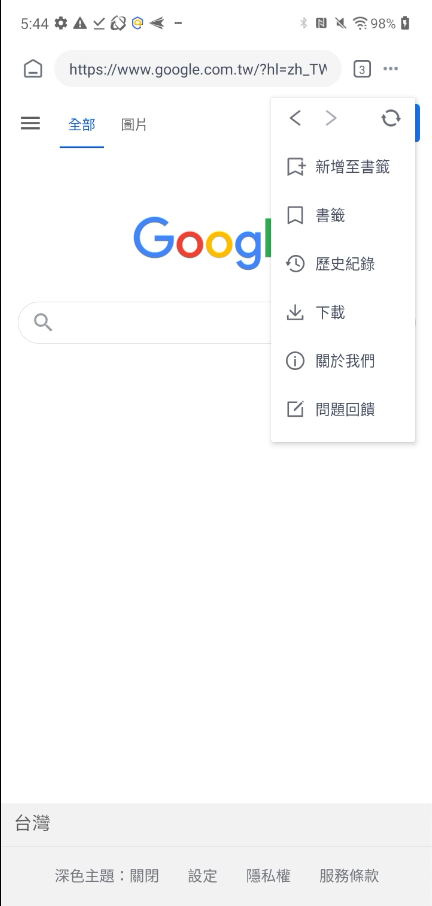 5:44
98%
https://www.google.com.tw/?hl=zh_TW
3
全部 圖片
新增至書籤
Google
書籤
歷史紀錄
下載
關於我們
問題回饋
台灣
深色主題：關閉 設定 隱私權 服務條款